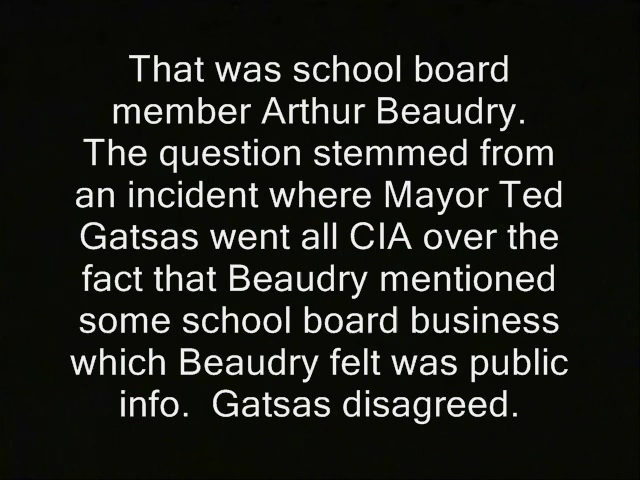 That was school board
member Arthur Beaudry.
The question stemmed from
an incident where Mayor Ted
Gatsas went all CIA over the
fact that Beaudry mentioned
some school board business
which Beaudry felt was public
info.  Gatsas disagreed.